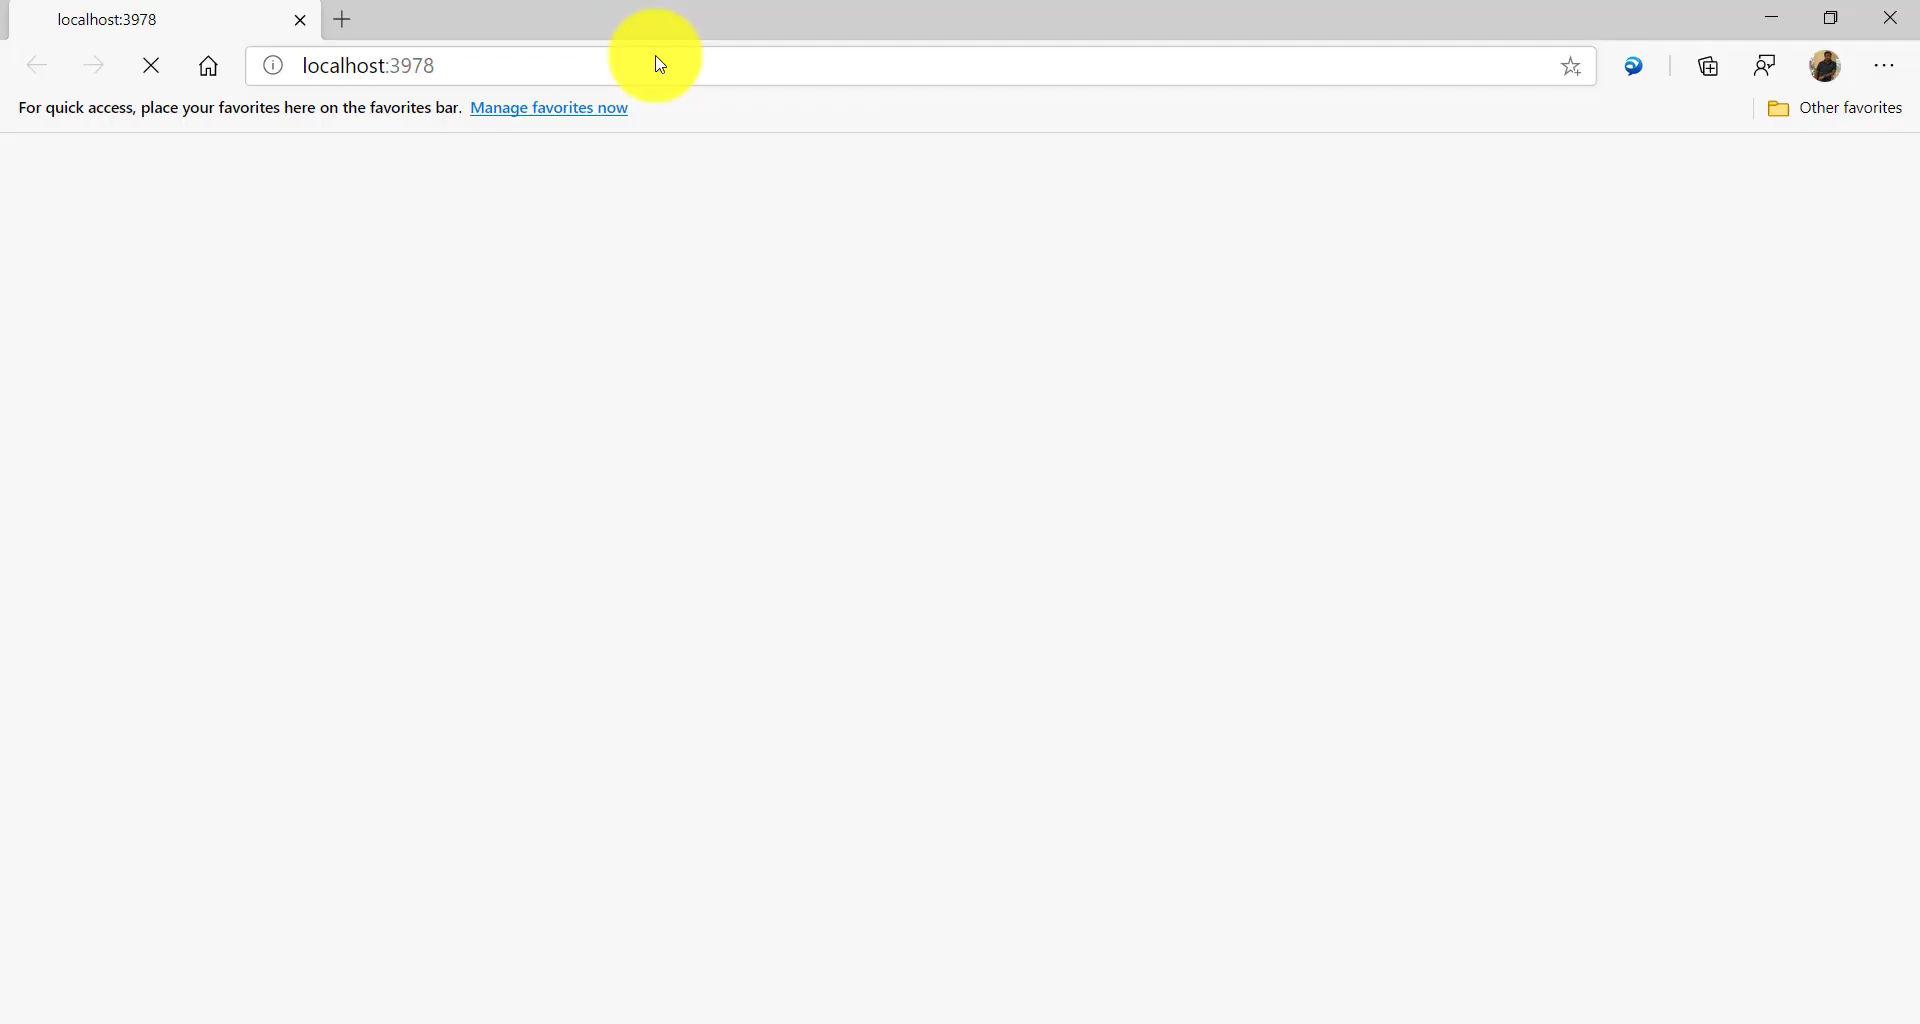 localhost:3978
localhost:3978
For quick access, place your favorites here on the favorites bar. Manage favorites now
Other favorites